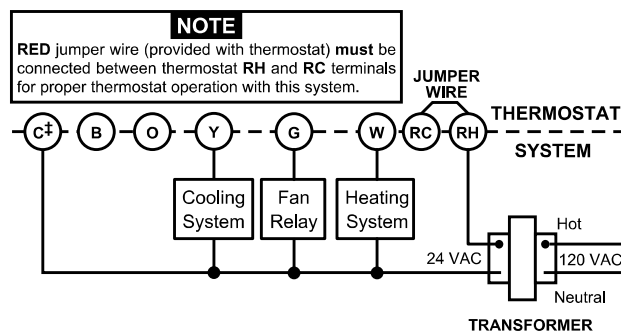 NOTE
RED jumper wire (provided with thermostat) must be
connected between thermostat RH and RC terminals
for proper thermostat operation with this system.
JUMPER
WIRE
THERMOSTAT
C‡ B O Y G W RC RH
SYSTEM
Cooling
System
Fan
Relay
Heating
System
Hot
24 VAC
120 VAC
Neutral
TRANSFORMER